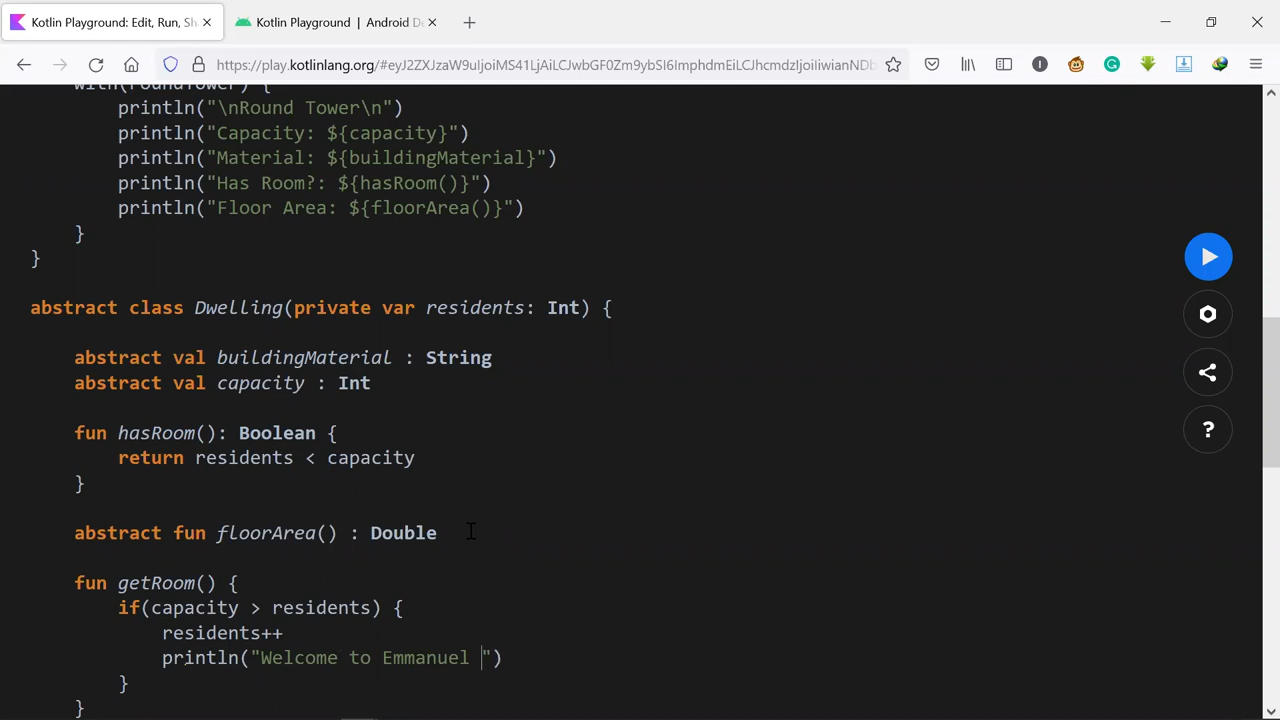 Kotlin Playground: Edit, Run, Sh
Kotlin Playground | Android De
https://play.kotlinlang.org/#eyJ2ZXJzaW9uIjoiMS41LjAiLCJwbGF0Zm9ybSI6ImphdmEiLCJhcmdzIjoiIiwianNDb
with(roundTower) {
println("\nRound Tower\n")
println("Capacity: ${capacity}")
println("Material: ${buildingMaterial}")
println("Has Room?: ${hasRoom()}")
println("Floor Area: ${floorArea()}")
}
}
abstract class Dwelling(private var residents: Int) {
abstract val buildingMaterial : String
abstract val capacity : Int
fun hasRoom(): Boolean {
return residents < capacity
}
abstract fun floorArea() : Double
fun getRoom() {
if(capacity > residents) {
residents++
println("Welcome to Emmanuel ")
}
}
?